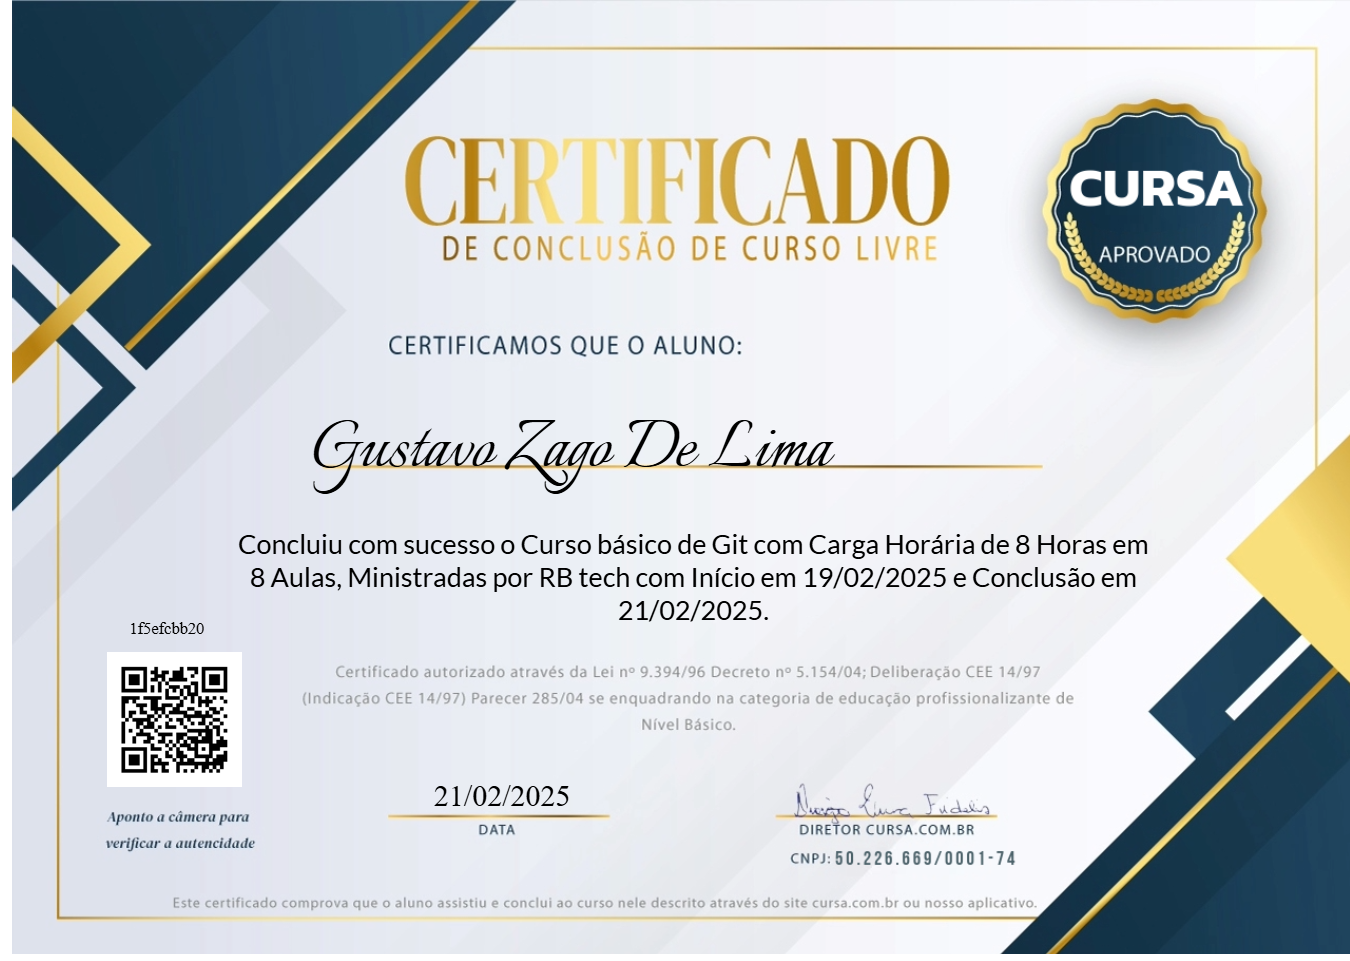 CERTIFICADO
DE CONCLUSÃO DE CURSO LIVRE
CURSA
APROVADO
CERTIFICAMOS QUE O ALUNO:
Gustavo Zago De Lima
Concluiu com sucesso o Curso básico de Git com Carga Horária de 8 Horas em
8 Aulas, Ministradas por RB tech com Início em 19/02/2025 e Conclusão em
21/02/2025.
1f5efcbb20
Certificado autorizado através da Lei nº 9.394/96 Decreto nº 5.154/04; Deliberação CEE 14/97
(Indicação CEE 14/97) Parecer 285/04 se enquadrando na categoria de educação profissionalizante de
Nível Básico.
Aponto a câmera para
verificar a autencidade
21/02/2025
DATA
DIRETOR CURSA.COM.BR
CNPJ: 50.226.669/0001-74
Este certificado comprova que o aluno assistiu e conclui ao curso nele descrito através do site cursa.com.br ou nosso aplicativo.